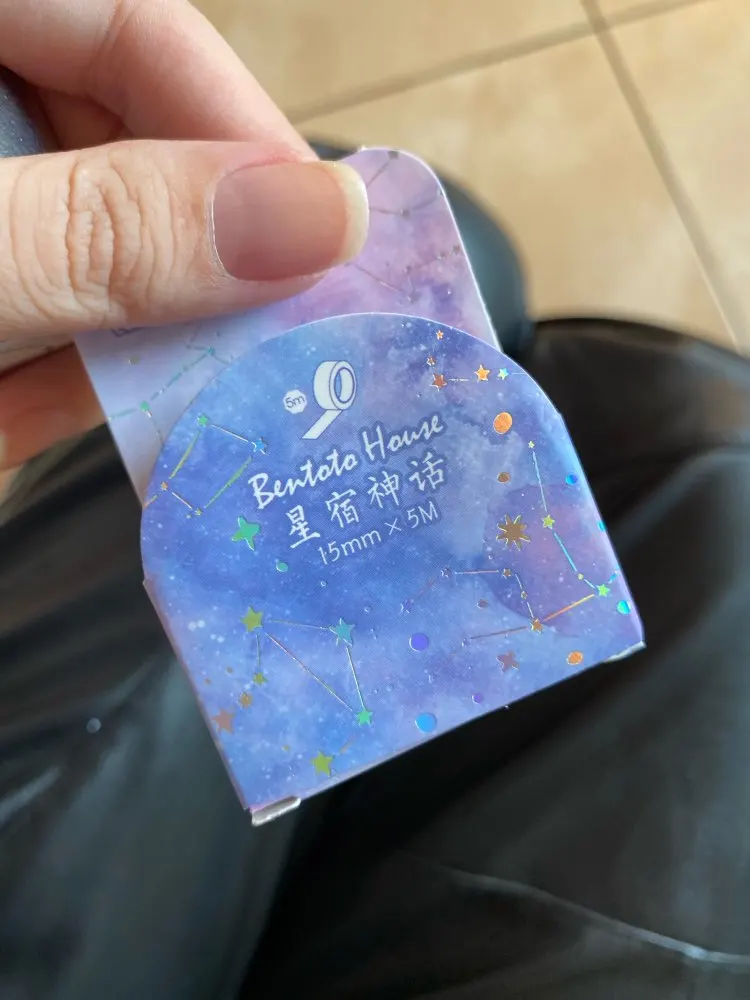 5m
Bentoto House
星宿神话
15mm × 5M